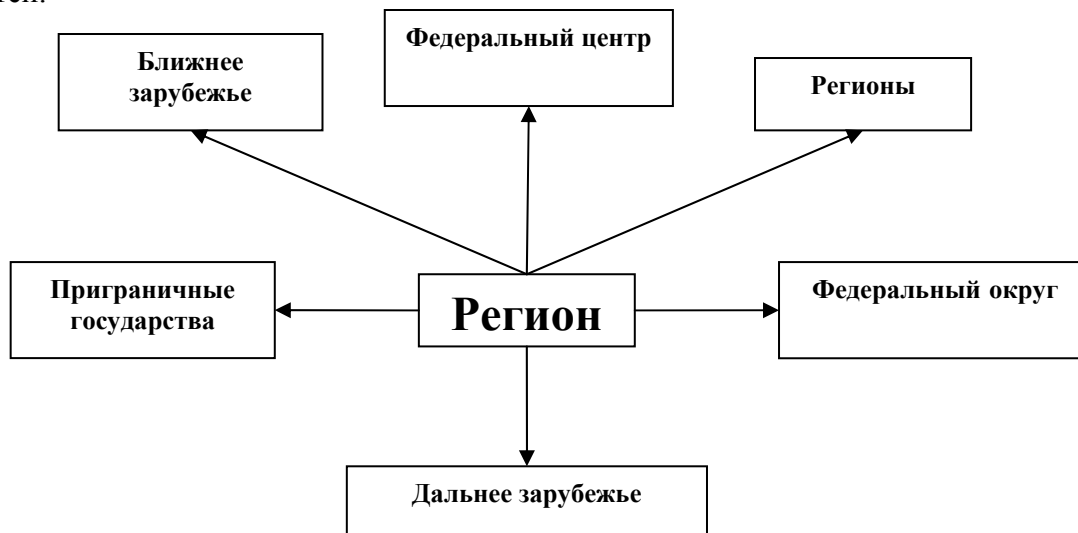 Федеральный центр
Ближнее
зарубежье
Регионы
Приграничные
государства
Регион
Федеральный округ
Дальнее зарубежье